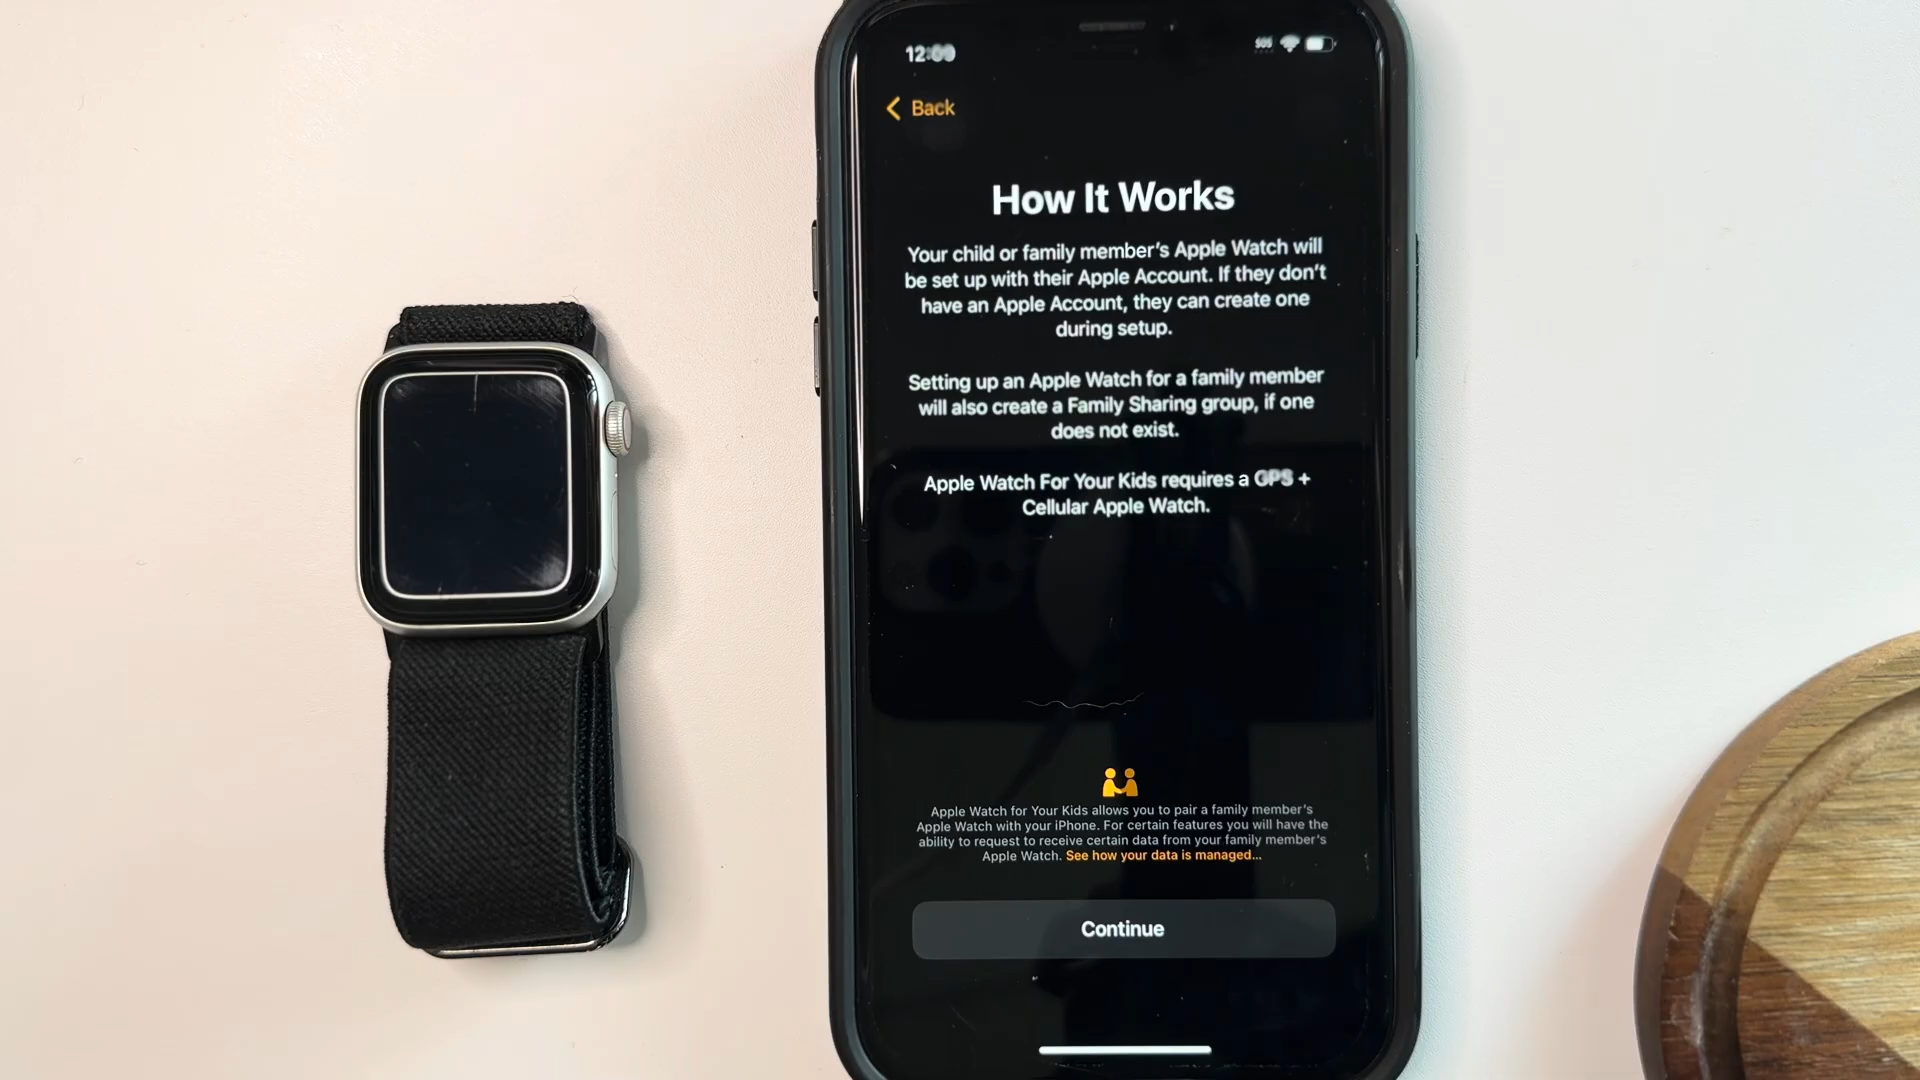 12:
SOS
Back
How It Works
Your child or family member's Apple Watch will
be set up with their Apple Account. If they don't
have an Apple Account, they can create one
during setup.
Setting up an Apple Watch for a family member
will also create a Family Sharing group, if one
does not exist.
Apple Watch For Your Kids requires a GPS +
Cellular Apple Watch.
Apple Watch for Your Kids allows you to pair a family member's
Apple Watch with your iPhone. For certain features you will have the
ability to request to receive certain data from your family member's
Apple Watch. See how your data is managed...
Continue